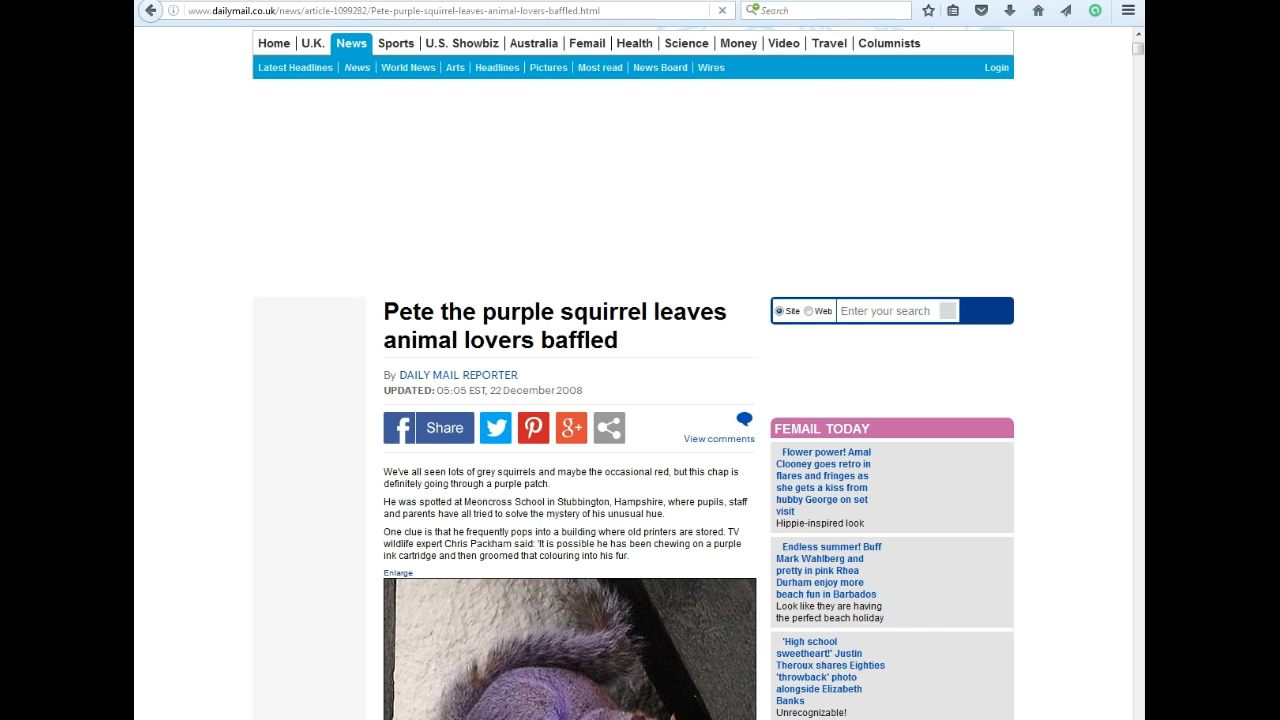 www.dailymail.co.uk/news/article-1099282/Pete-purple-squirrel-leaves-animal-lovers-baffled.html
Search
Home U.K. News Sports U.S. Showbiz Australia Femail Health Science Money Video Travel Columnists
Latest Headlines News World News Arts Headlines Pictures Most read News Board Wires Login
Pete the purple squirrel leaves
animal lovers baffled
By DAILY MAIL REPORTER
UPDATED: 05:05 EST, 22 December 2008
f Share
g+
View comments
We've all seen lots of grey squirrels and maybe the occasional red, but this chap is
definitely going through a purple patch.
He was spotted at Meoncross School in Stubbington, Hampshire, where pupils, staff
and parents have all tried to solve the mystery of his unusual hue.
One clue is that he frequently pops into a building where old printers are stored. TV
wildlife expert Chris Packham said: 'It is possible he has been chewing on a purple
ink cartridge and then groomed that colouring into his fur.
Enlarge
Site Web Enter your search
FEMAIL TODAY
Flower power! Amal
Clooney goes retro in
flares and fringes as
she gets a kiss from
hubby George on set
visit
Hippie-inspired look
Endless summer! Buff
Mark Wahlberg and
pretty in pink Rhea
Durham enjoy more
beach fun in Barbados
Look like they are having
the perfect beach holiday
'High school
sweetheart!' Justin
Theroux shares Eighties
'throwback' photo
alongside Elizabeth
Banks
Unrecognizable!